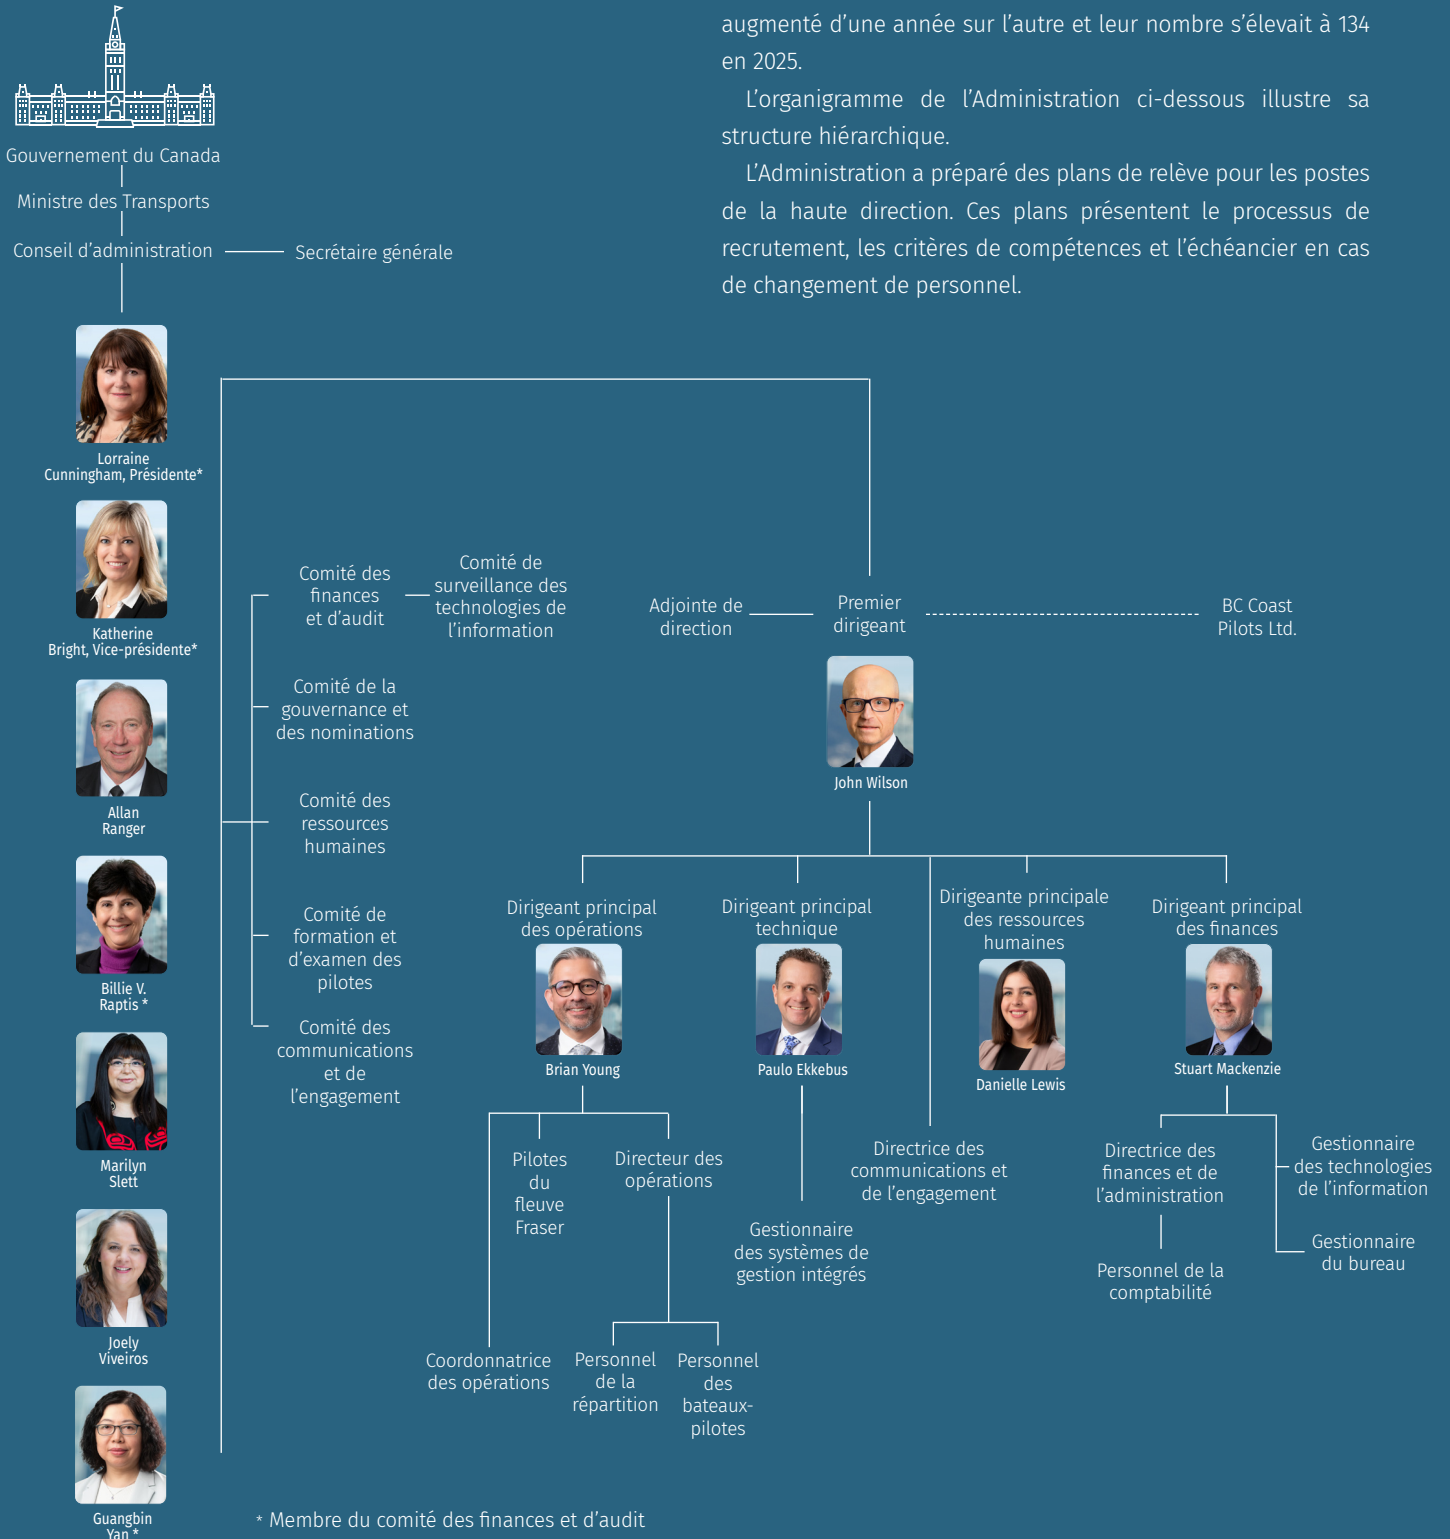 augmenté d’une année sur l’autre et leur nombre s’élevait à 134
en 2025.
L’organigramme de l’Administration ci-dessous illustre sa
structure hiérarchique.
L’Administration a préparé des plans de relève pour les postes
de la haute direction. Ces plans présentent le processus de
recrutement, les critères de compétences et l’échéancier en cas
de changement de personnel.
Gouvernement du Canada
Ministre des Transports
Conseil d’administration
Secrétaire générale
Lorraine
Cunningham, Présidente*
Katherine
Bright, Vice-présidente*
Allan
Ranger
Billie V.
Raptis *
Marilyn
Slett
Joely
Viveiros
Guangbin
Yan *
Comité des
finances
et d’audit
Comité de
surveillance des
technologies de
l’information
Comité de la
gouvernance et
des nominations
Comité des
ressources
humaines
Comité de
formation et
d’examen des
pilotes
Comité des
communications
et de
l’engagement
Adjointe de
direction
Premier
dirigeant
BC Coast
Pilots Ltd.
John Wilson
Dirigeant principal
des opérations
Brian Young
Dirigeant principal
technique
Paulo Ekkebus
Dirigeante principale
des ressources
humaines
Danielle Lewis
Dirigeant principal
des finances
Stuart Mackenzie
Pilotes
du
fleuve
Fraser
Directeur des
opérations
Gestionnaire
des systèmes de
gestion intégrés
Directrice des
communications et
de l’engagement
Directrice des
finances et de
l’administration
Gestionnaire
des technologies
de l’information
Personnel de la
comptabilité
Gestionnaire
du bureau
Coordonnatrice
des opérations
Personnel
de la
répartition
Personnel
des
bateaux-
pilotes
* Membre du comité des finances et d’audit